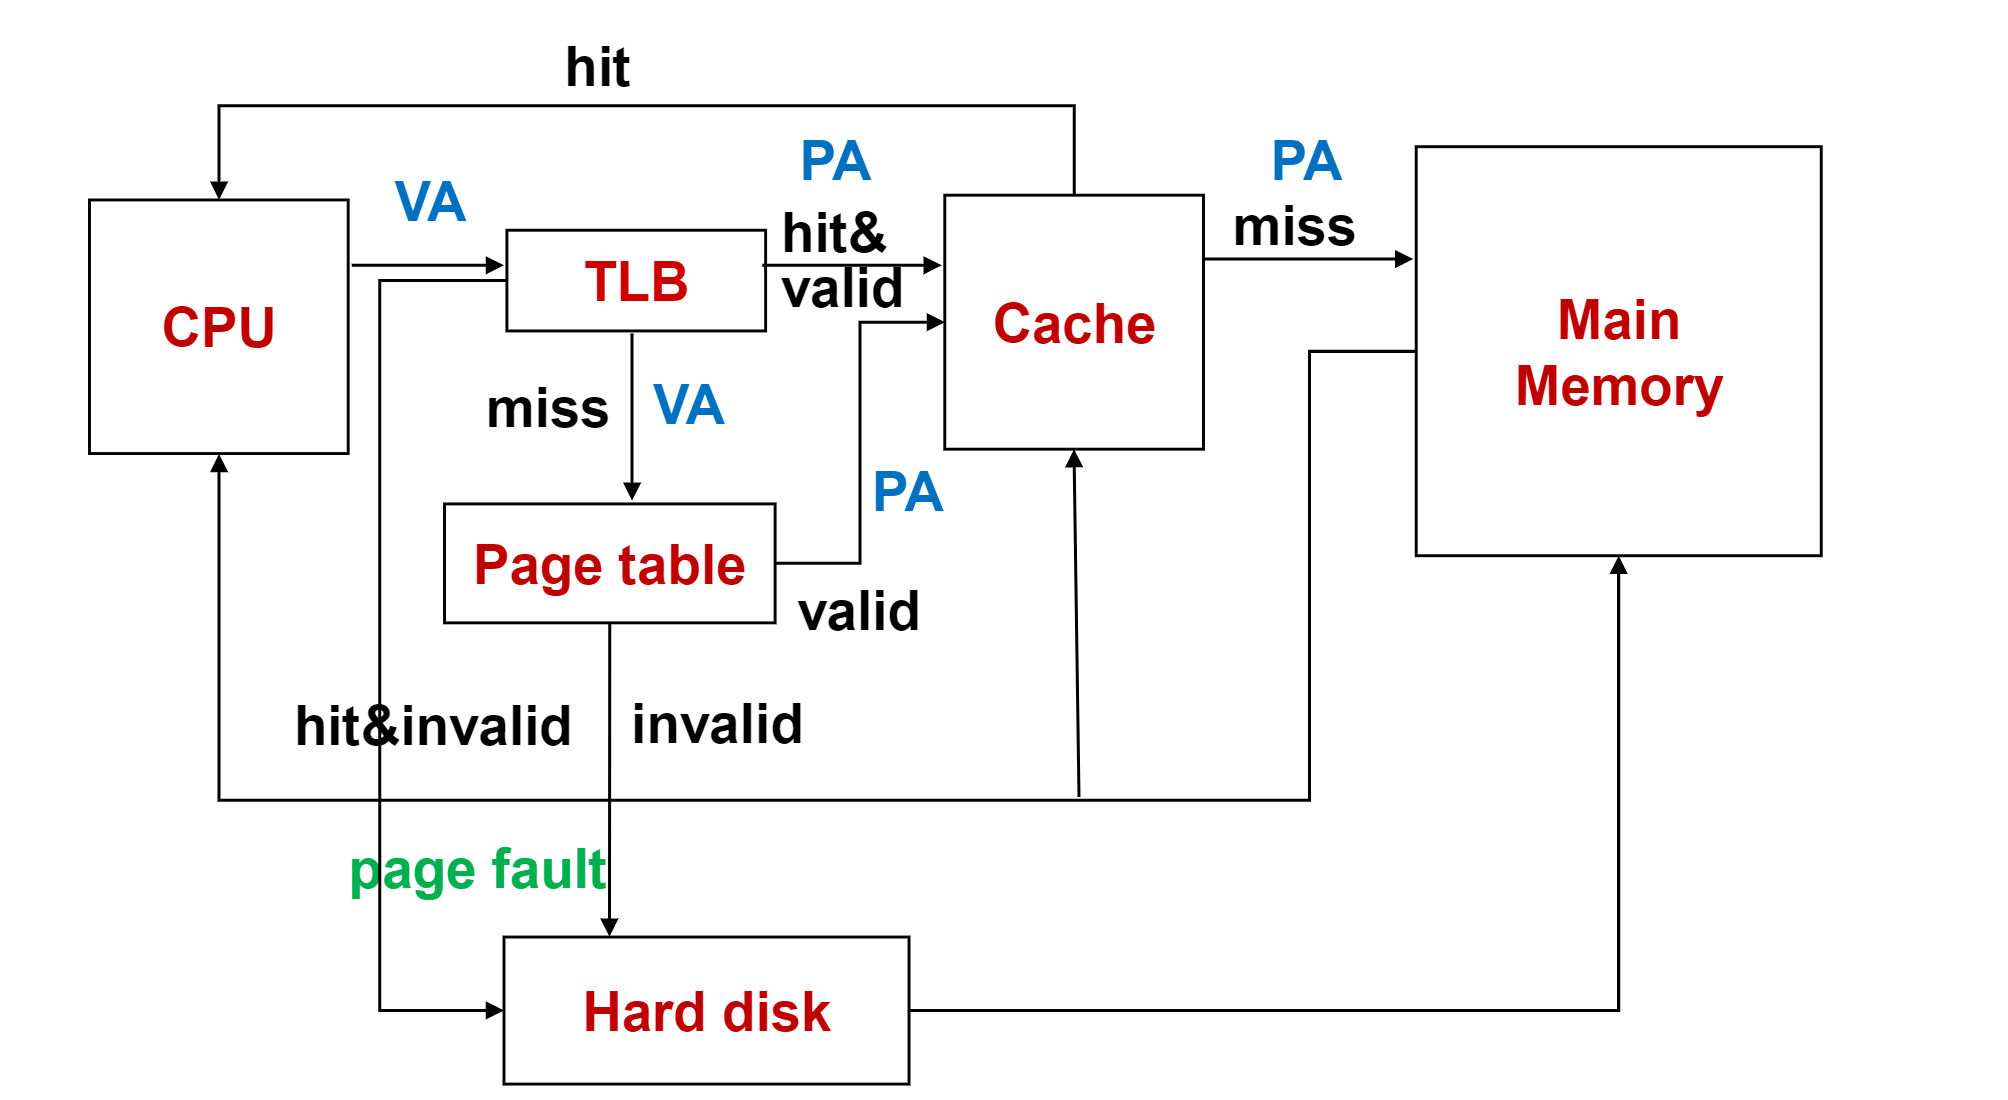 hit
VA
PA
hit&
valid
PA
miss
CPU
TLB
Cache
Main
Memory
miss
VA
PA
Page table
valid
hit&invalid
invalid
page fault
Hard disk